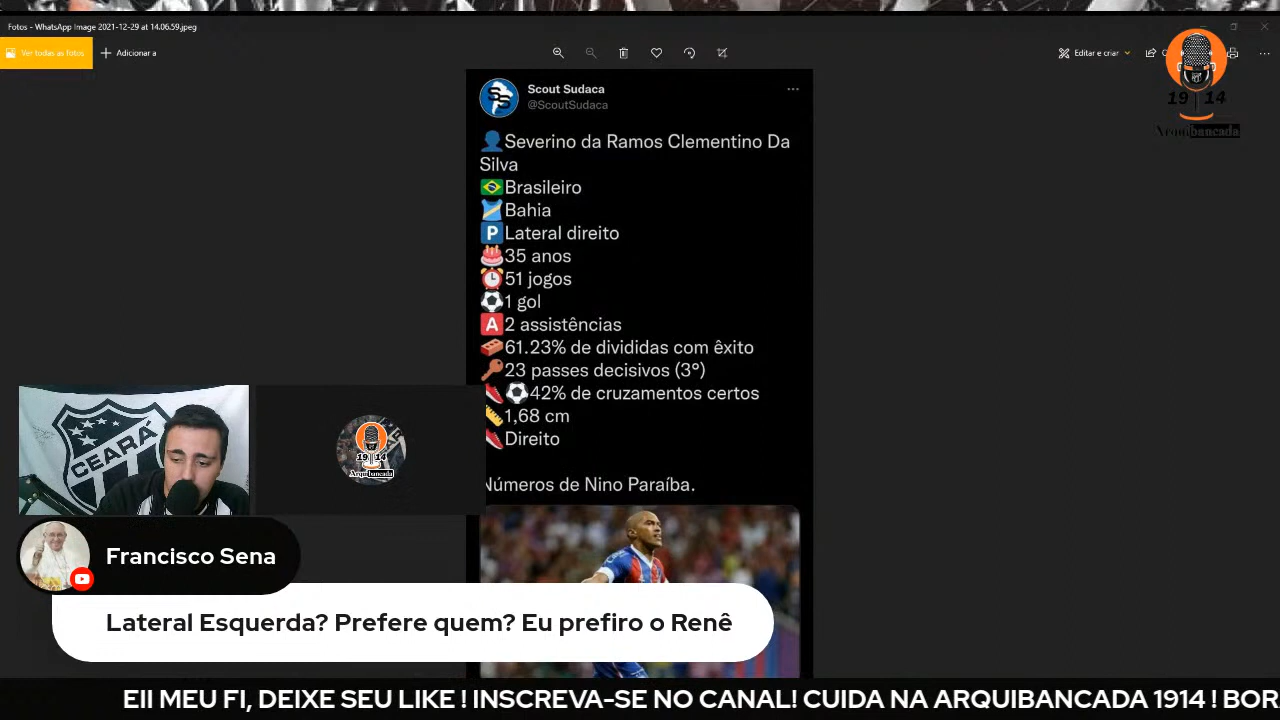 Fotos - WhatsApp Image 2021-12-29 at 14.06.59.jpeg
Ver todas as fotos
Adicionar a
Editar e criar
19 14
Arquibancada
Scout Sudaca
@ScoutSudaca
Severino da Ramos Clementino Da
Silva
Brasileiro
Bahia
P Lateral direito
35 anos
51 jogos
1 gol
A 2 assistências
61.23% de divididas com êxito
23 passes decisivos (3º)
42% de cruzamentos certos
1,68 cm
Direito
Números de Nino Paraíba.
CEARÁ
19 14
Arquibancada
Francisco Sena
Lateral Esquerda? Prefere quem? Eu prefiro o Renê
EII MEU FI, DEIXE SEU LIKE ! INSCREVA-SE NO CANAL! CUIDA NA ARQUIBANCADA 1914 ! BOR